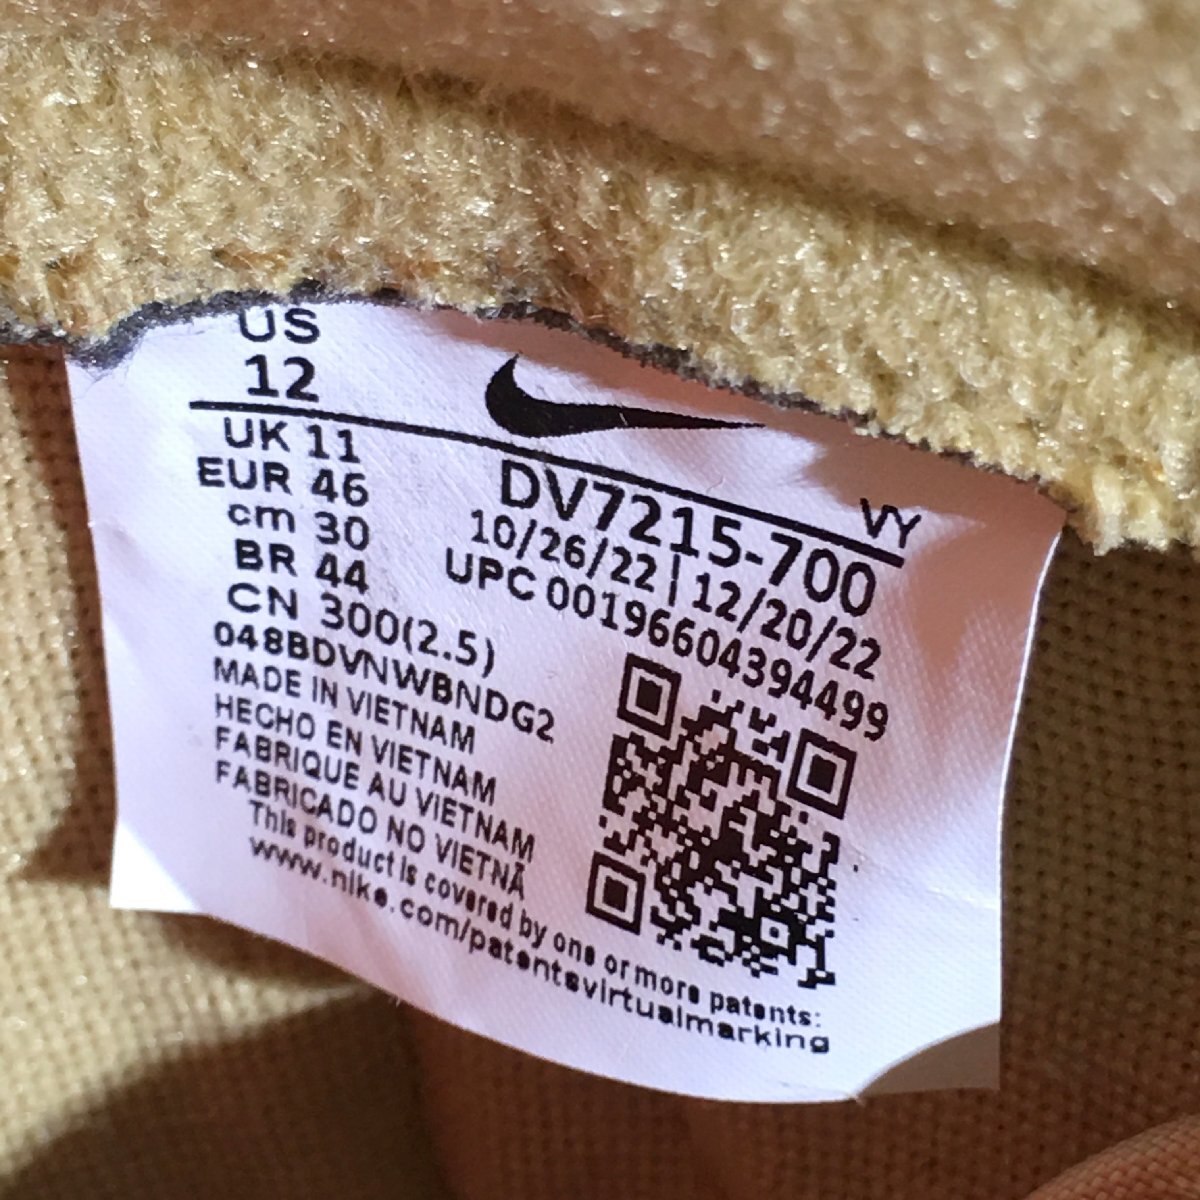 US
12
VY
UK 11
EUR 46
cm 30
BR 44
CN 300(2.5)
DV7215-700
10/26/22 | 12/20/22
UPC 00196604394499
048BDVNWBNDG2
MADE IN VIETNAM
HECHO EN VIETNAM
FABRIQUE AU VIETNAM
FABRICADO NO VIETNÃ
This product is covered by one or more patents:
www.nike.com/patentsvirtualmarking